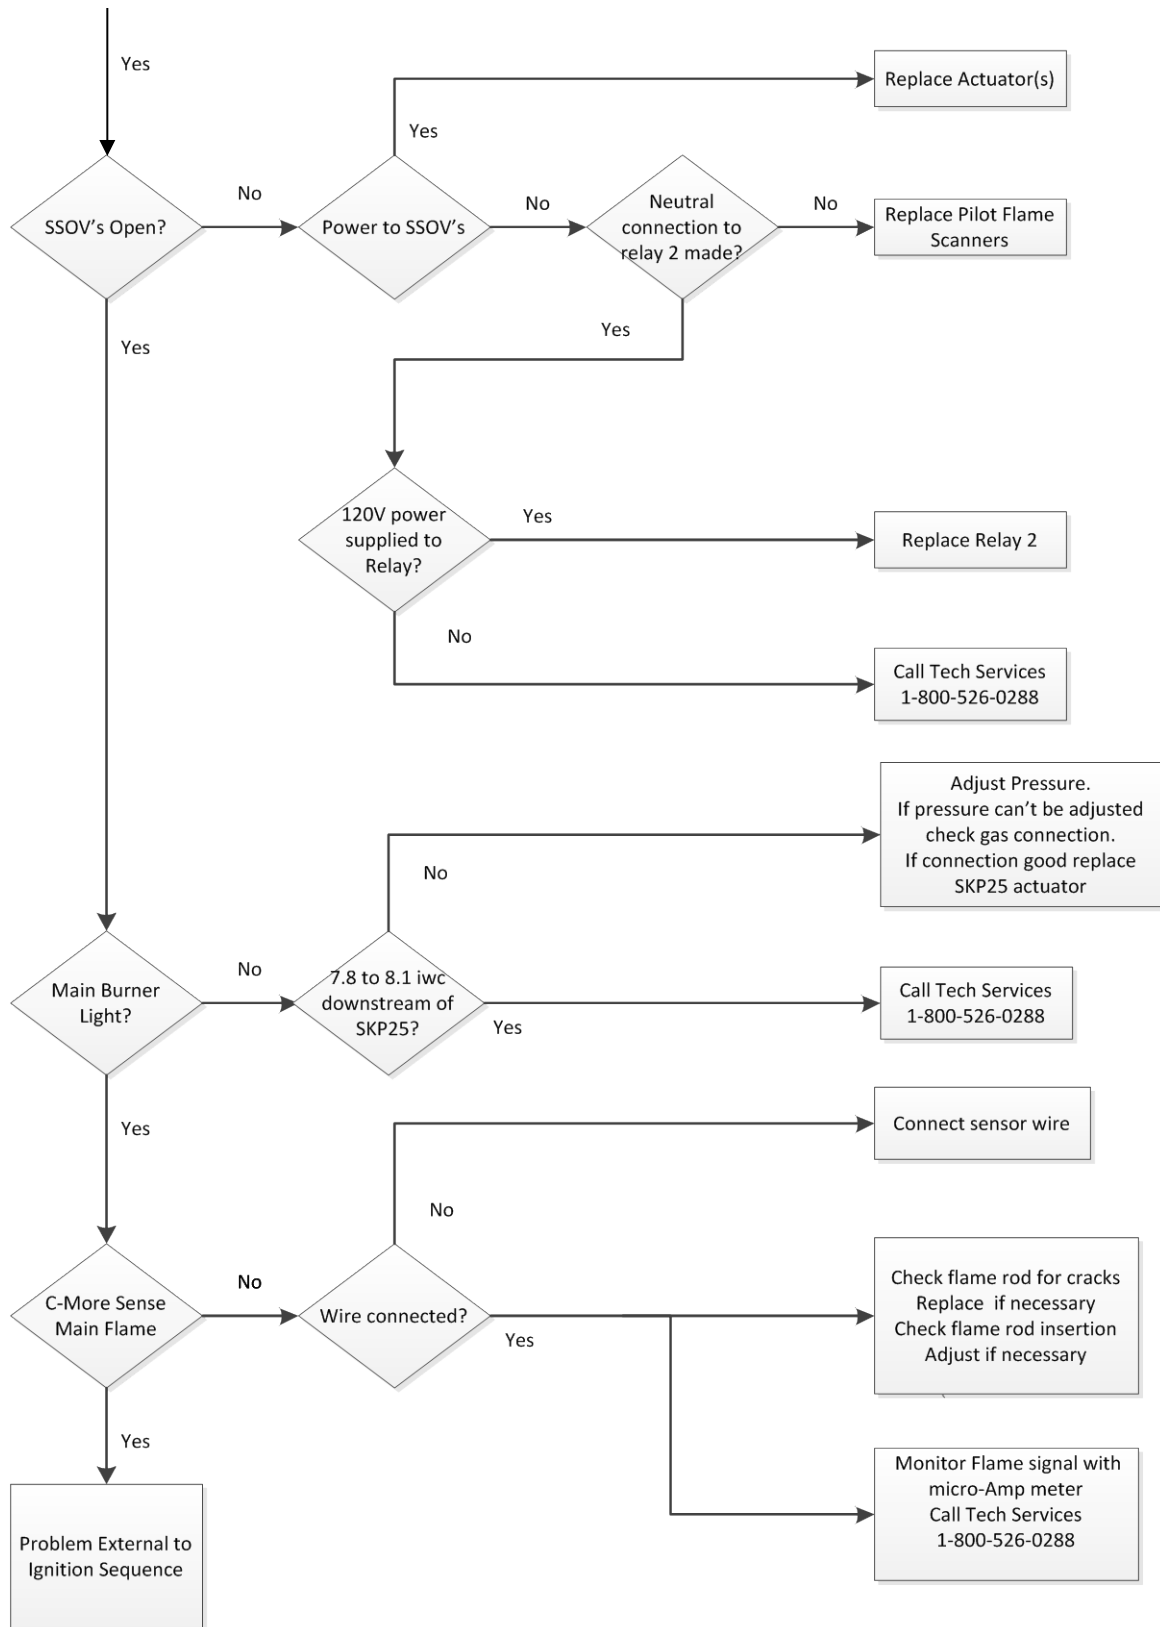 Yes
Replace Actuator(s)
Yes
SSOV's Open?
No
Power to SSOV's
No
Neutral
connection to
relay 2 made?
No
Replace Pilot Flame
Scanners
Yes
Yes
120V power
supplied to
Relay?
Yes
Replace Relay 2
No
Call Tech Services
1-800-526-0288
Adjust Pressure.
If pressure can't be adjusted
check gas connection.
If connection good replace
SKP25 actuator
No
Main Burner
Light?
No
7.8 to 8.1 iwc
downstream of
SKP25?
Yes
Call Tech Services
1-800-526-0288
Yes
Connect sensor wire
No
C-More Sense
Main Flame
No
Wire connected?
Yes
Check flame rod for cracks
Replace if necessary
Check flame rod insertion
Adjust if necessary
Yes
Monitor Flame signal with
micro-Amp meter
Call Tech Services
1-800-526-0288
Problem External to
Ignition Sequence